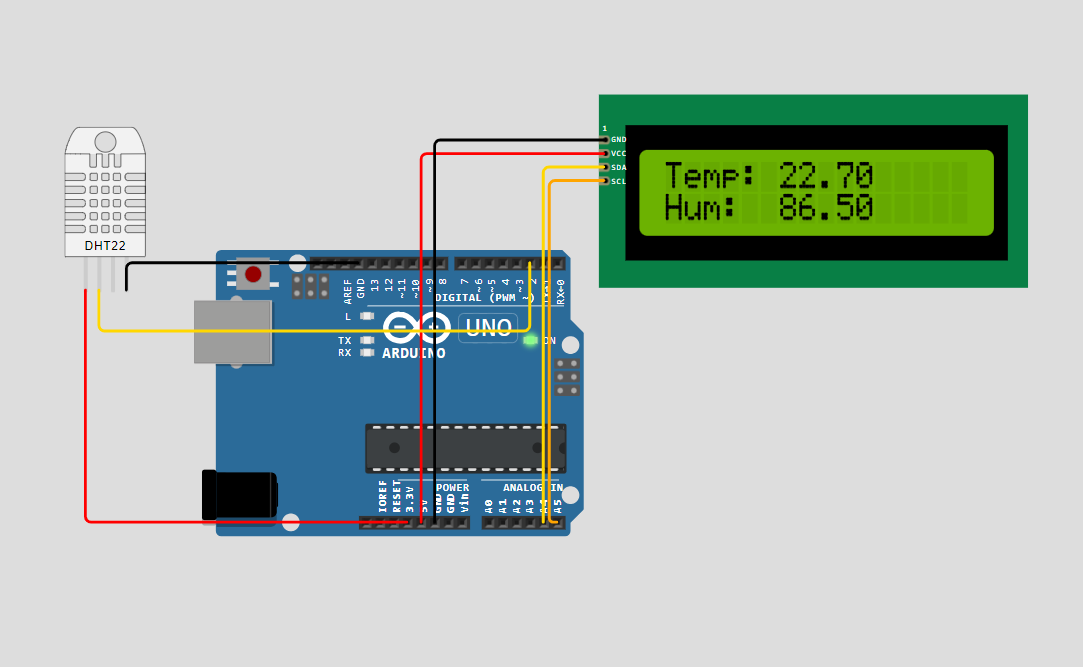 1
GND
VCC
SDA
SCL
Temp: 22.70
Hum: 86.50
DHT22
AREF
GND
13
12
~11
~10
~9
8
7
~6
~5
4
~3
2
RX←0
DIGITAL (PWM ~)
L
TX
RX
UNO
ON
ARDUINO
IOREF
RESET
3.3V
5V
GND
GND
Vin
POWER
ANALOG IN
A0
A1
A2
A3
A4
A5